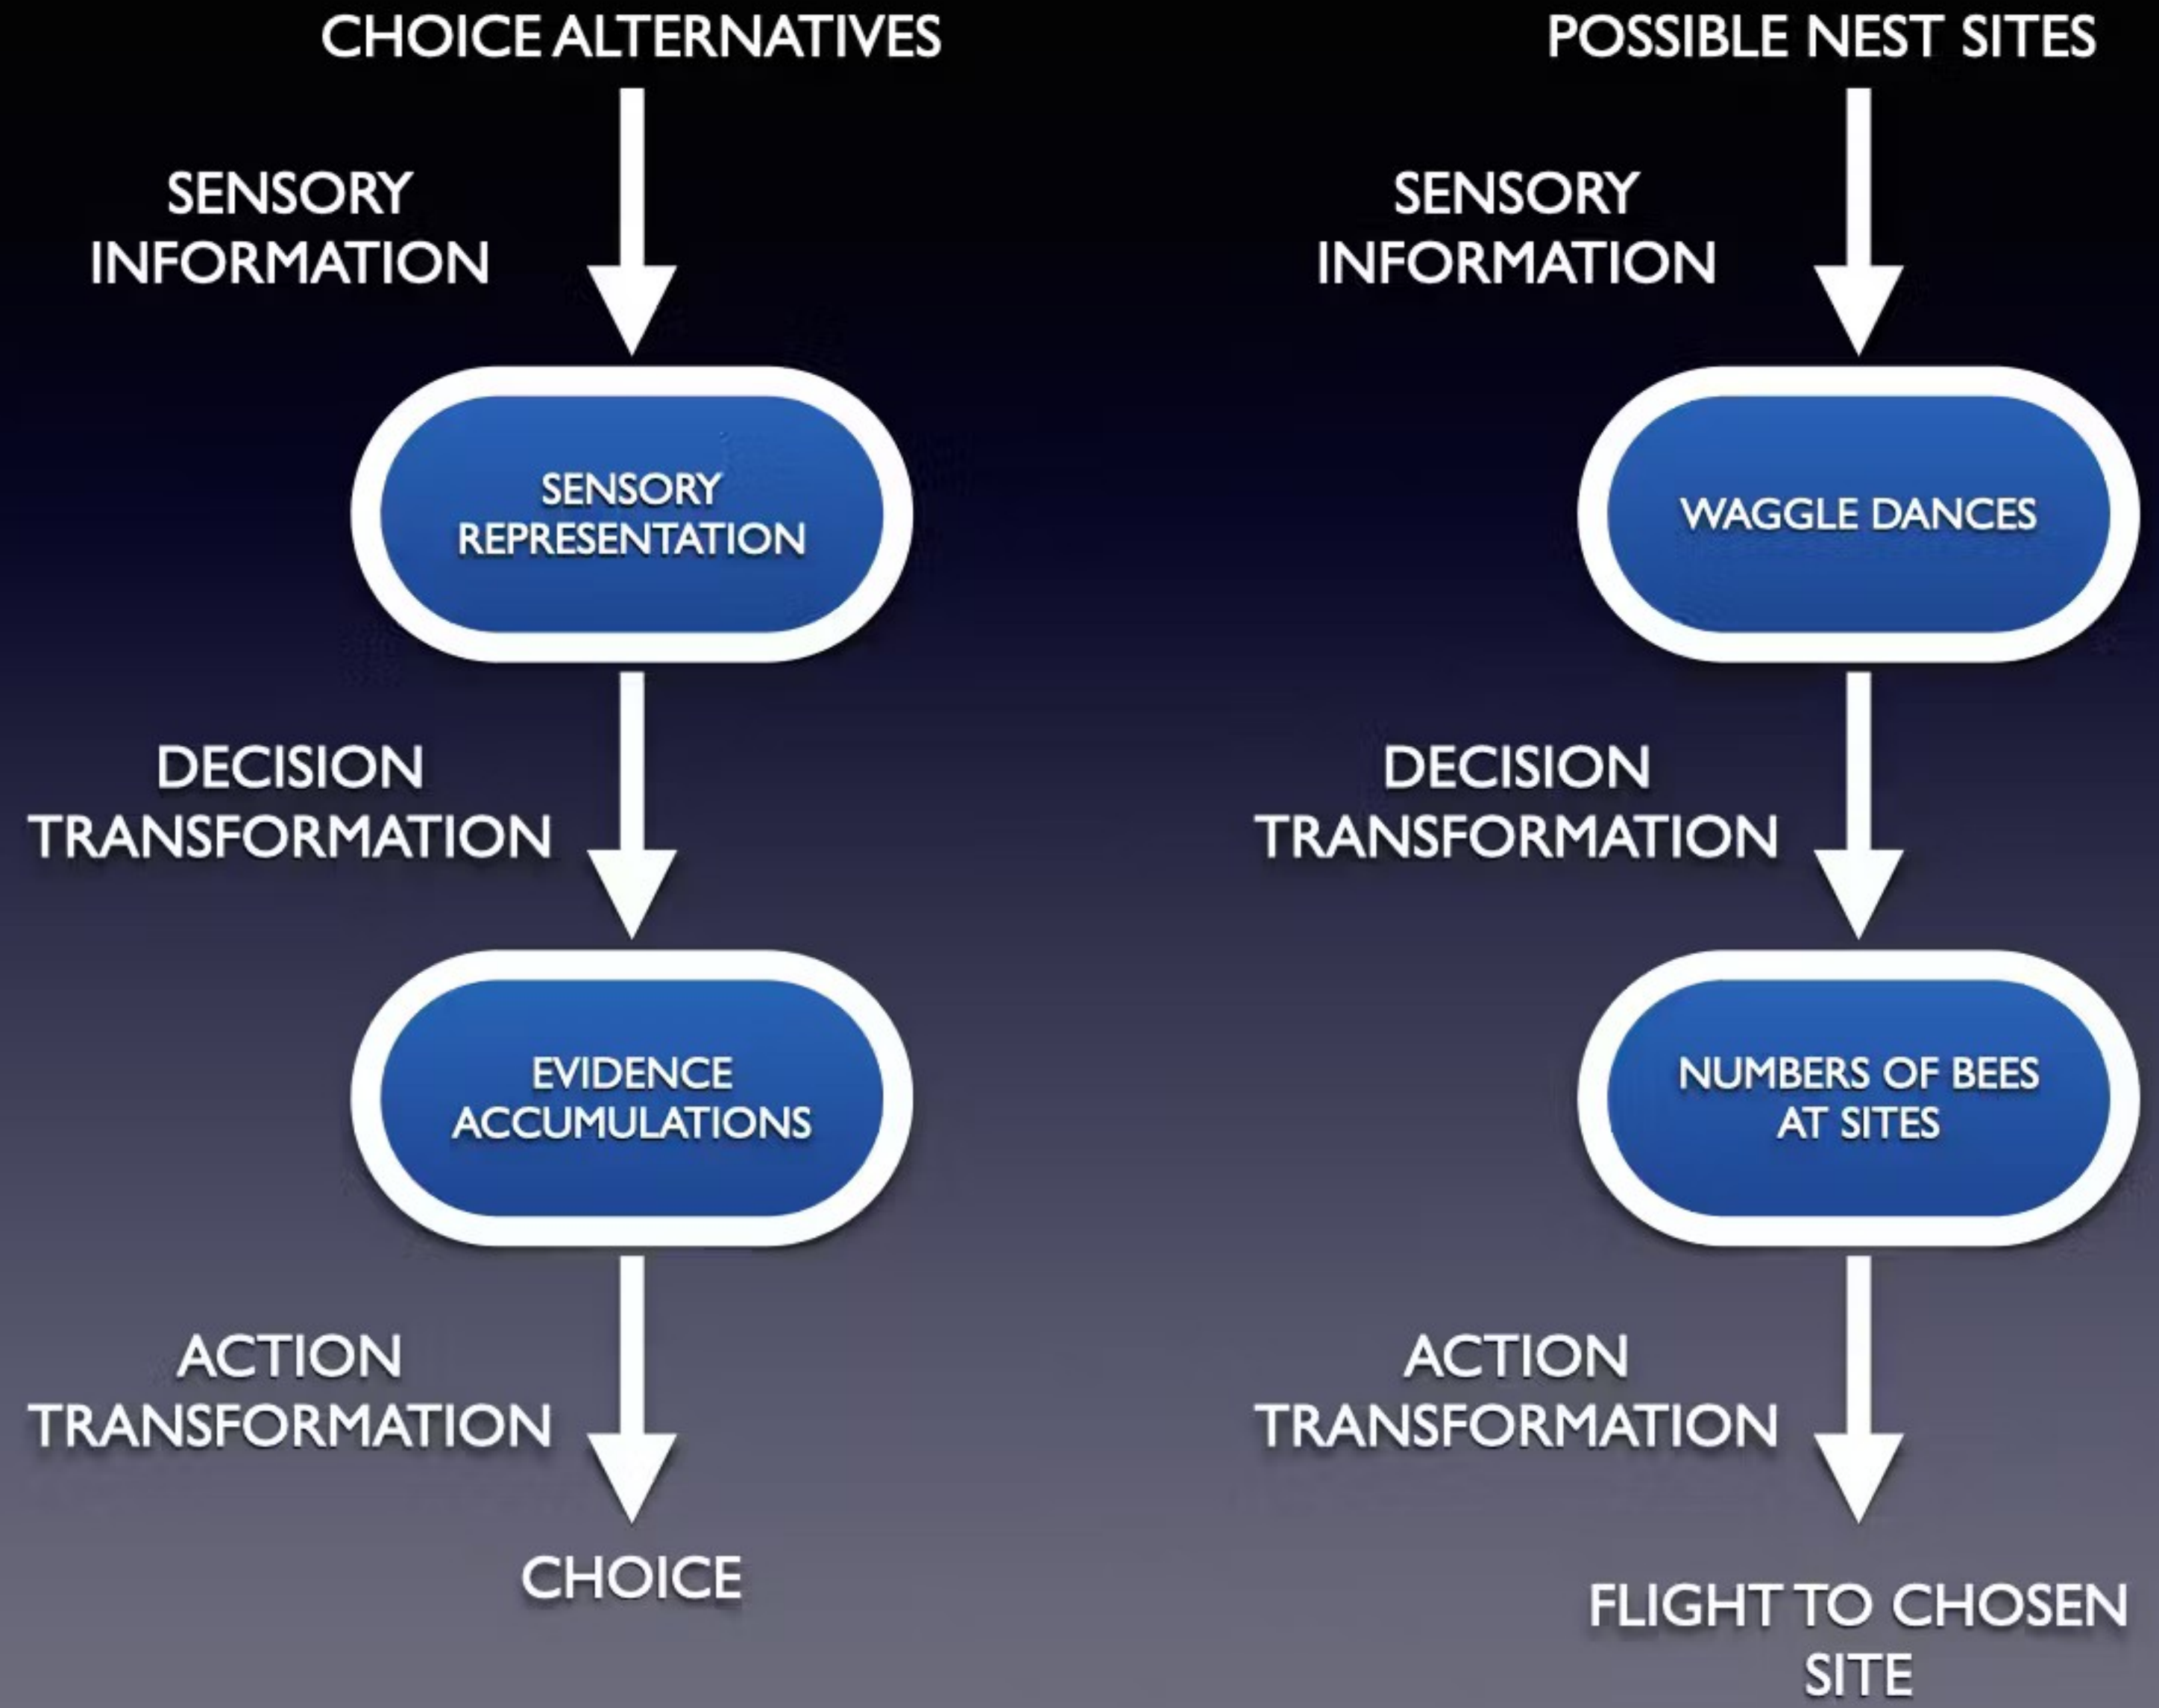 CHOICE ALTERNATIVES
SENSORY
INFORMATION
SENSORY
REPRESENTATION
DECISION
TRANSFORMATION
EVIDENCE
ACCUMULATIONS
ACTION
TRANSFORMATION
CHOICE
POSSIBLE NEST SITES
SENSORY
INFORMATION
WAGGLE DANCES
DECISION
TRANSFORMATION
NUMBERS OF BEES
AT SITES
ACTION
TRANSFORMATION
FLIGHT TO CHOSEN
SITE